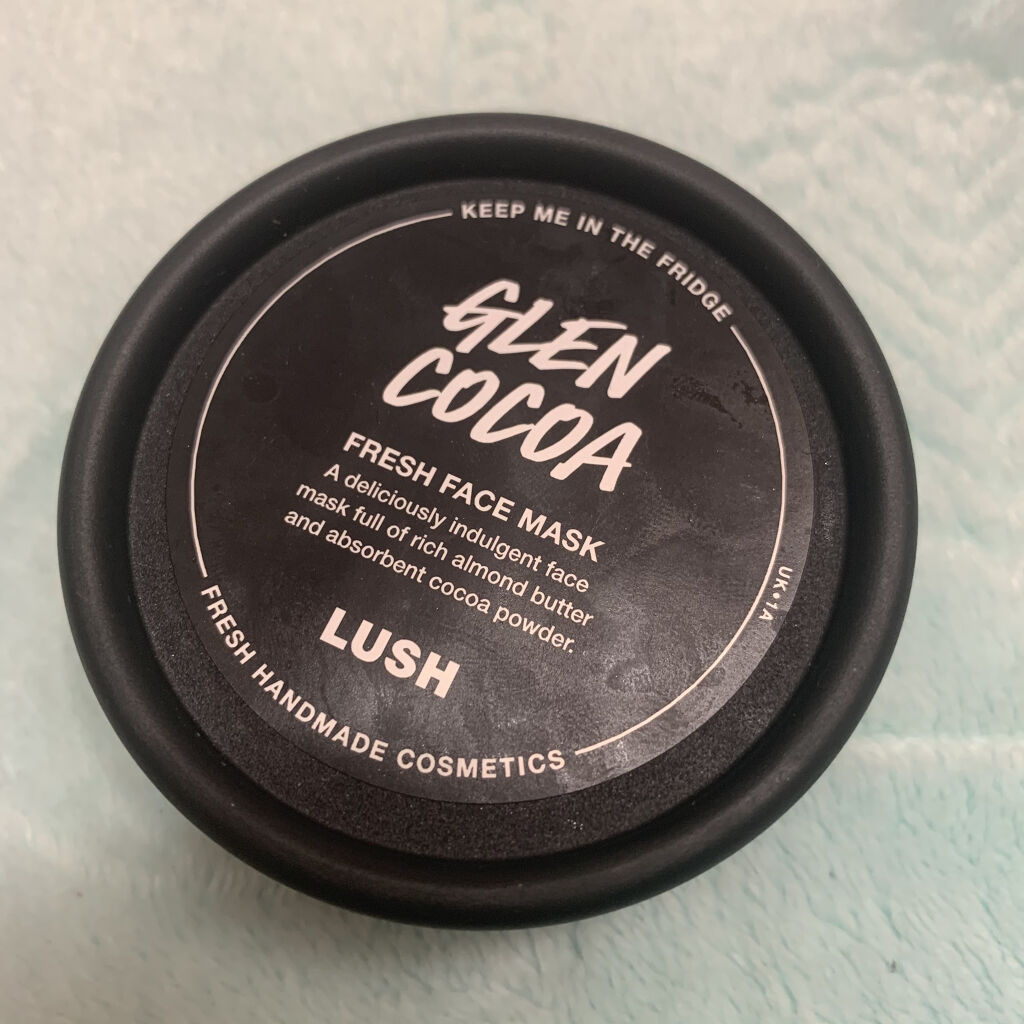 KEEP ME IN THE FRIDGE
GLEN
COCOA
FRESH FACE MASK
A deliciously indulgent face
mask full of rich almond butter
and absorbent cocoa powder.
UK•1A
LUSH
FRESH HANDMADE COSMETICS